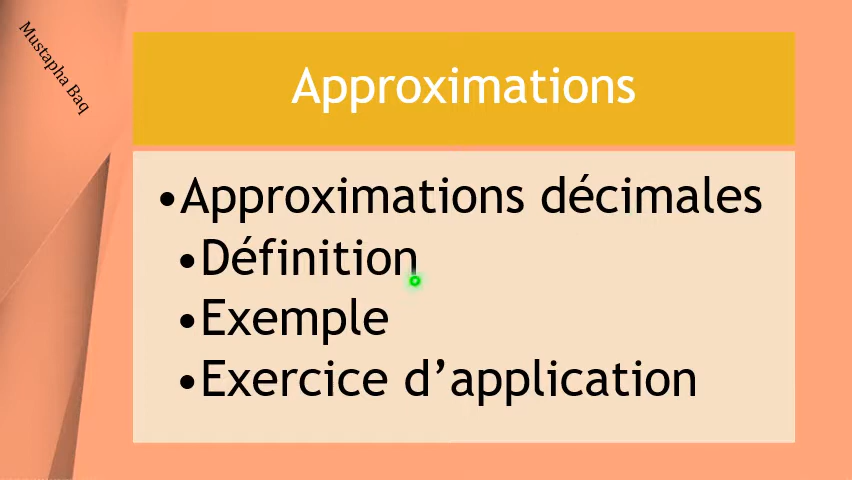 Mustapha Baq
Approximations
•Approximations décimales
•Définition
•Exemple
•Exercice d’application